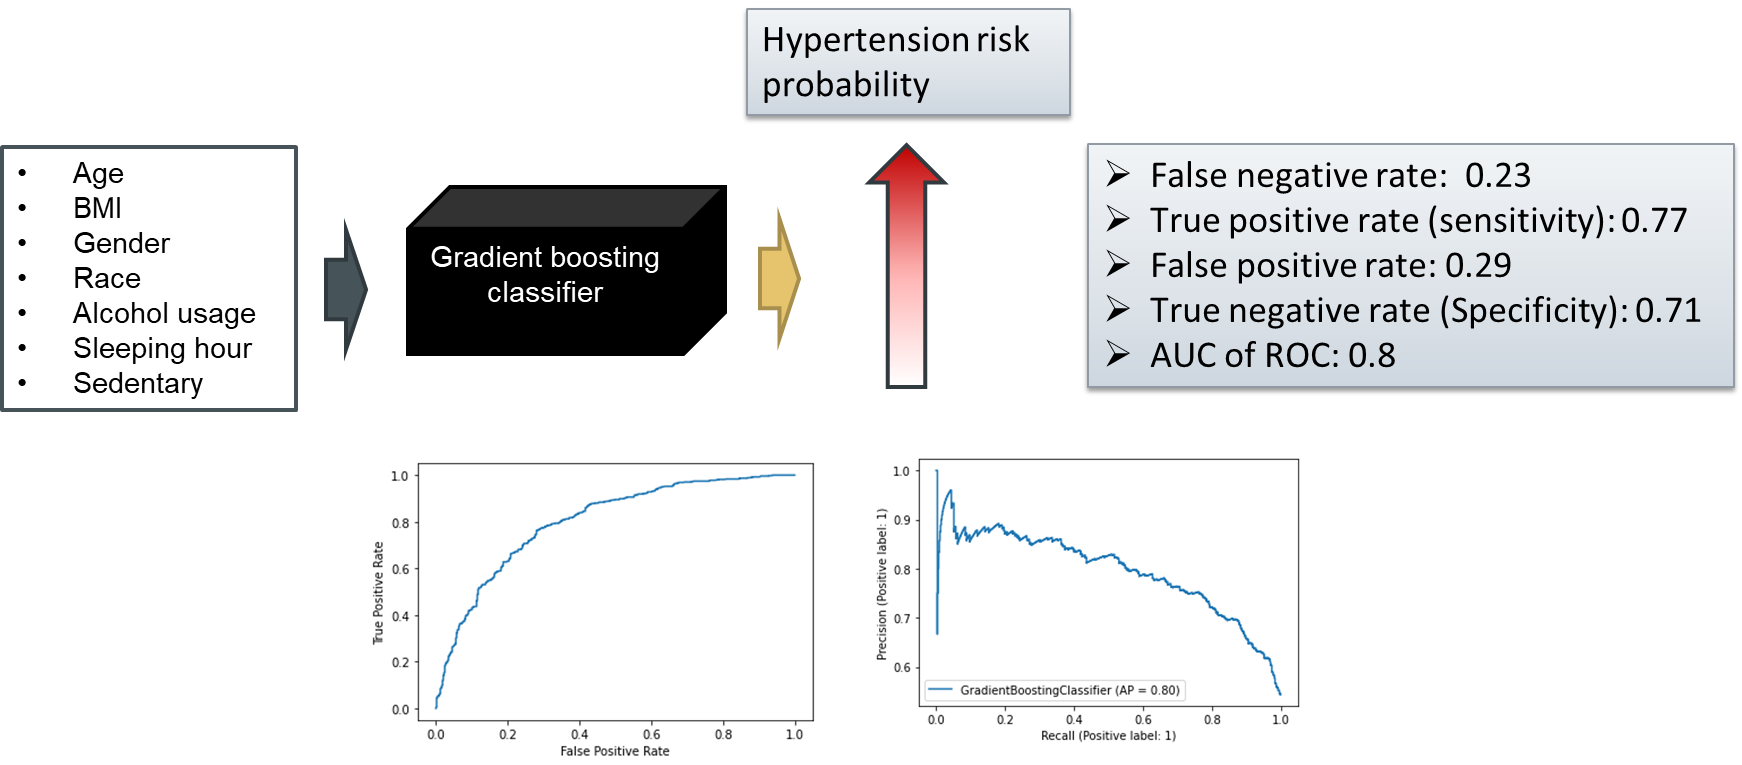 Hypertension risk
probability
• Age
• BMI
• Gender
• Race
• Alcohol usage
• Sleeping hour
• Sedentary
Gradient boosting
classifier
➢ False negative rate: 0.23
➢ True positive rate (sensitivity): 0.77
➢ False positive rate: 0.29
➢ True negative rate (Specificity): 0.71
➢ AUC of ROC: 0.8
True Positive Rate
1.0
0.8
0.6
0.4
0.2
0.0
0.0 0.2 0.4 0.6 0.8 1.0
False Positive Rate
Precision (Positive label: 1)
1.0
0.9
0.8
0.7
0.6
GradientBoostingClassifier (AP = 0.80)
0.0 0.2 0.4 0.6 0.8 1.0
Recall (Positive label: 1)